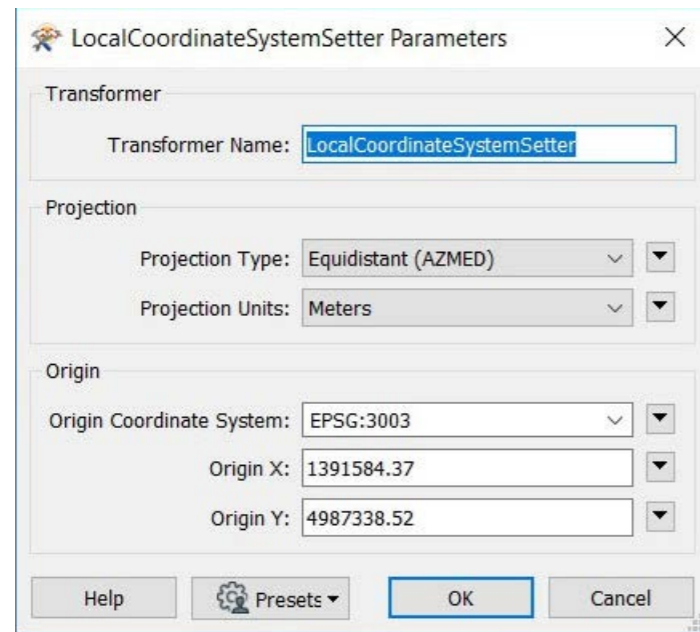 LocalCoordinateSystemSetter Parameters
Transformer
Transformer Name: LocalCoordinateSystemSetter
Projection
Projection Type: Equidistant (AZMED)
Projection Units: Meters
Origin
Origin Coordinate System: EPSG:3003
Origin X: 1391584.37
Origin Y: 4987338.52
Help Presets OK Cancel